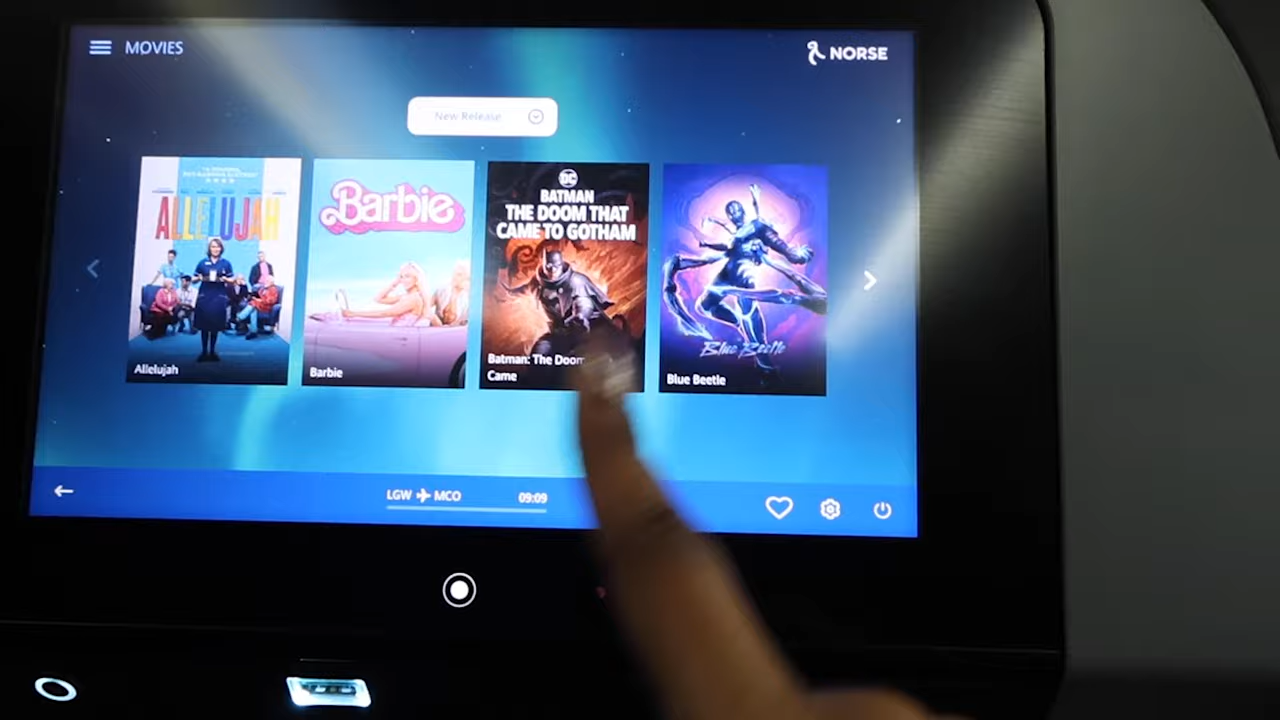 MOVIES
NORSE
New Release
ALLELUJAH
Barbie
DC
BATMAN
THE DOOM THAT
CAME TO GOTHAM
Blue Beetle
Allelujah
Barbie
Batman: The Doom
Came
Blue Beetle
LGW MCO 09:09